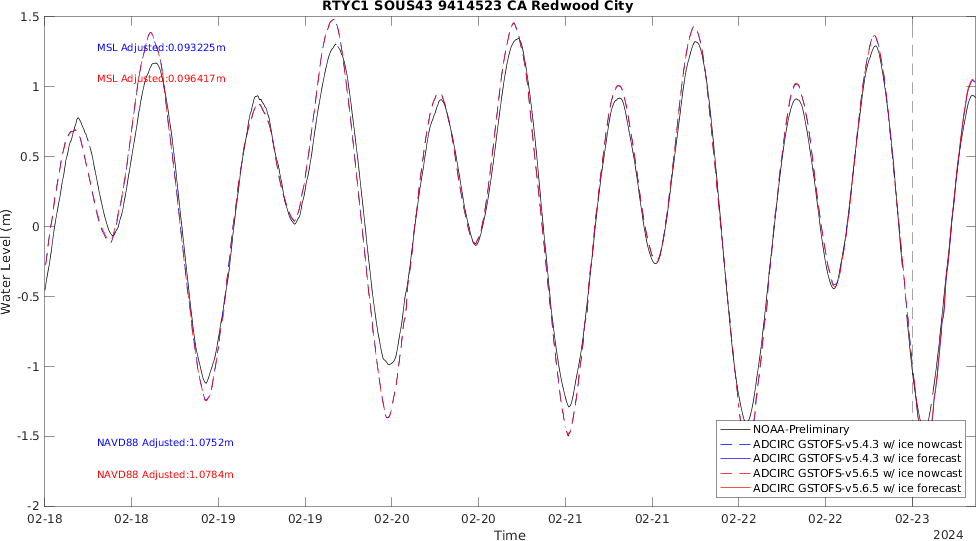 RTYC1 SOUS43 9414523 CA Redwood City
1.5
1
0.5
0
-0.5
-1
-1.5
-2
Water Level (m)
MSL Adjusted:0.093225m
MSL Adjusted:0.096417m
NAVD88 Adjusted:1.0752m
NAVD88 Adjusted:1.0784m
NOAA-Preliminary
ADCIRC GSTOFS-v5.4.3 w/ ice nowcast
ADCIRC GSTOFS-v5.4.3 w/ ice forecast
ADCIRC GSTOFS-v5.6.5 w/ ice nowcast
ADCIRC GSTOFS-v5.6.5 w/ ice forecast
02-18 02-18 02-19 02-19 02-20 02-20 02-21 02-21 02-22 02-22 02-23
Time
2024